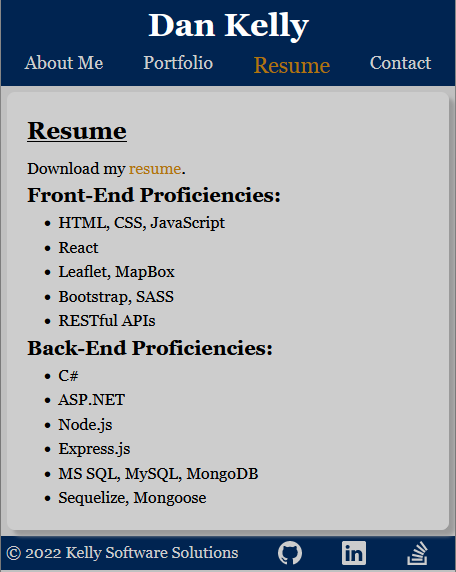 Dan Kelly
About Me Portfolio Resume Contact
Resume
Download my resume.
Front-End Proficiencies:
• HTML, CSS, JavaScript
• React
• Leaflet, MapBox
• Bootstrap, SASS
• RESTful APIs
Back-End Proficiencies:
• C#
• ASP.NET
• Node.js
• Express.js
• MS SQL, MySQL, MongoDB
• Sequelize, Mongoose
© 2022 Kelly Software Solutions in